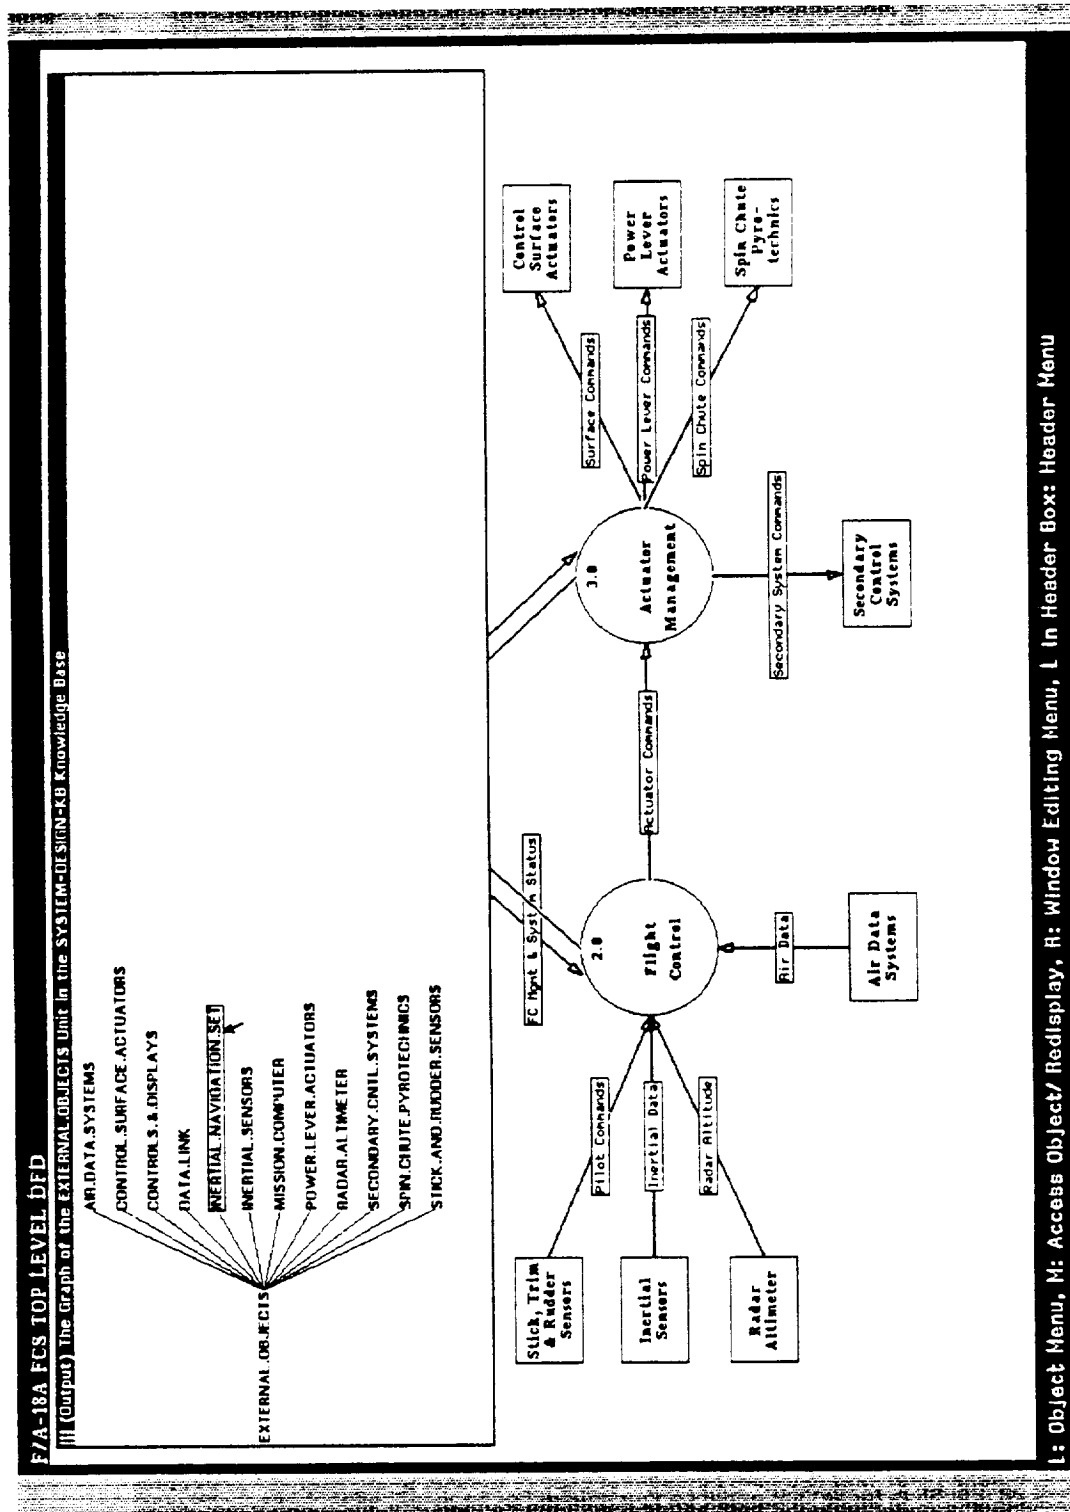 F/A-18A FCS TOP LEVEL DFD
(Output) The Graph of the EXTERNAL.OBJECTS Unit in the SYSTEM-DESIGN-KB Knowledge Base
AIR.DATA.SYSTEMS
CONTROL.SURFACE.ACTUATORS
CONTROLS.&.DISPLAYS
DATA.LINK
INERTIAL.NAVIGATION.SET
EXTERNAL.OBJECTS
INERTIAL.SENSORS
MISSION.COMPUTER
POWER.LEVER.ACTUATORS
RADAR.ALTIMETER
SECONDARY.CNTL.SYSTEMS
SPIN.CHUTE.PYROTECHNICS
STICK.AND.RUDDER.SENSORS
FC Mgmt & System Status
Stick, Trim
& Rudder
Sensors
Pilot Commands
Inertial
Sensors
Inertial Data
Radar
Altimeter
Radar Altitude
2.0
Flight
Control
Air Data
Air Data
Systems
Actuator Commands
3.0
Actuator
Management
Secondary System Commands
Secondary
Control
Systems
Surface Commands
Control
Surface
Actuators
Power Lever Commands
Power
Lever
Actuators
Spin Chute Commands
Spin Chute
Pyro-
technics
L: Object Menu, M: Access Object/ Redisplay, R: Window Editing Menu, L in Header Box: Header Menu